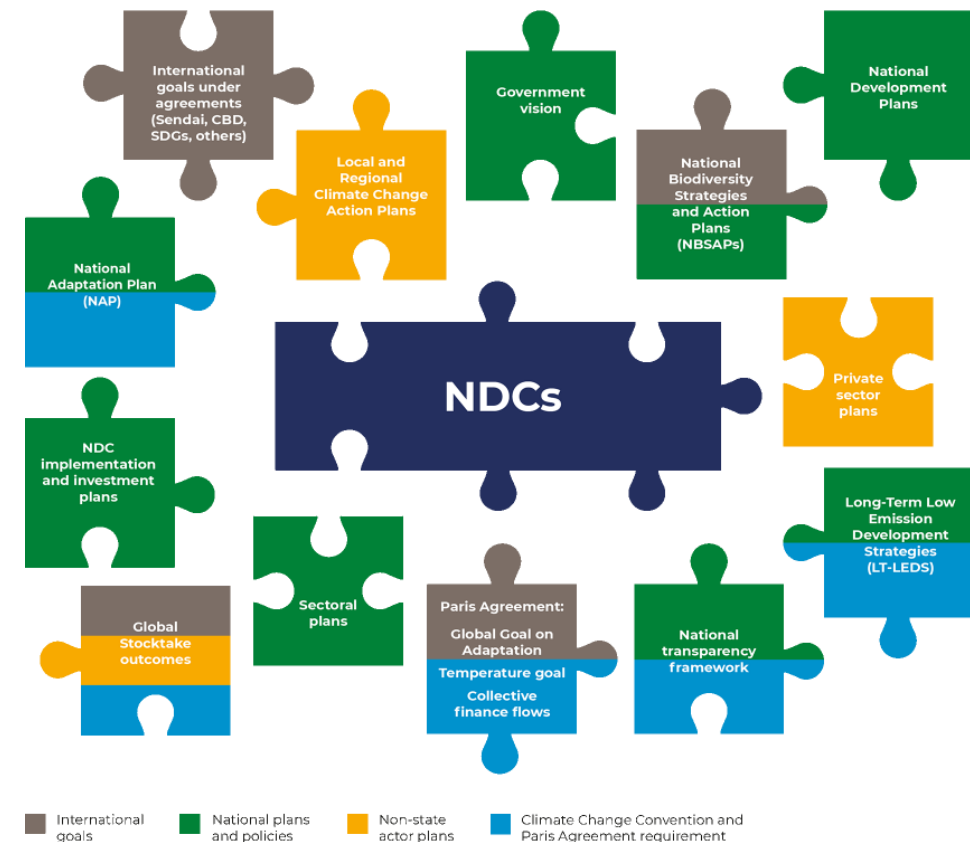 International
goals under
agreements
(Sendai, CBD,
SDGs, others)
Local and
Regional
Climate Change
Action Plans
Government
vision
National
Biodiversity
Strategies
and Action
Plans
(NBSAPs)
National
Development
Plans
National
Adaptation Plan
(NAP)
NDCs
Private
sector
plans
NDC
implementation
and investment
plans
Long-Term Low
Emission
Development
Strategies
(LT-LEDS)
Global
Stocktake
outcomes
Sectoral
plans
Paris Agreement:
Global Goal on
Adaptation
Temperature goal
Collective
finance flows
National
transparency
framework
International
goals
National plans
and policies
Non-state
actor plans
Climate Change Convention and
Paris Agreement requirement